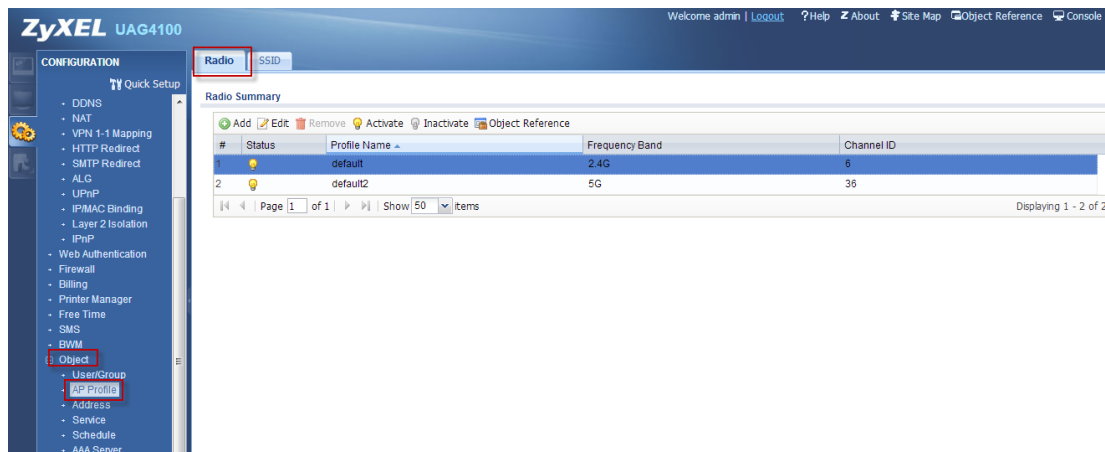 ZyXEL UAG4100
Welcome admin | Logout ?Help Z About Site Map Object Reference Console
CONFIGURATION
Quick Setup
DDNS
NAT
VPN 1-1 Mapping
HTTP Redirect
SMTP Redirect
ALG
UPnP
IP/MAC Binding
Layer 2 Isolation
IPnP
Web Authentication
Firewall
Billing
Printer Manager
Free Time
SMS
BWM
Object
User/Group
AP Profile
Address
Service
Schedule
AAA Server
Radio SSID
Radio Summary
Add Edit Remove Activate Inactivate Object Reference
# Status Profile Name Frequency Band Channel ID
1 default 2.4G 6
2 default2 5G 36
Page 1 of 1 Show 50 items Displaying 1 - 2 of 2